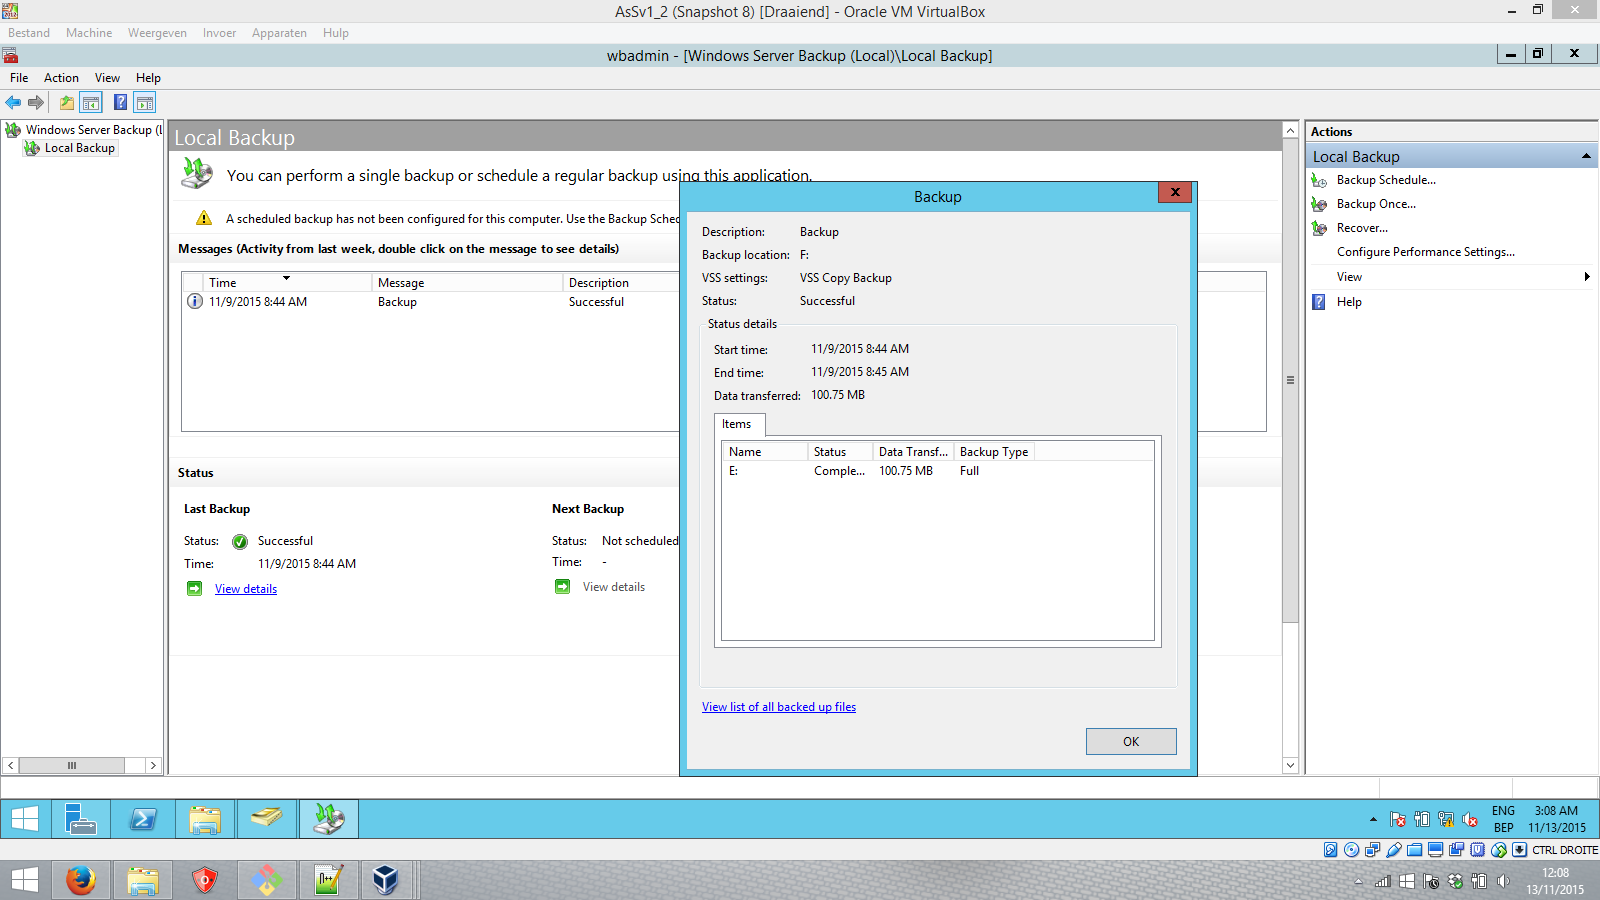 AsSv1_2 (Snapshot 8) [Draaiend] - Oracle VM VirtualBox
Bestand Machine Weergeven Invoer Apparaten Hulp
wbadmin - [Windows Server Backup (Local)\Local Backup]
File Action View Help
Windows Server Backup (L
Local Backup
Local Backup
You can perform a single backup or schedule a regular backup using this application.
A scheduled backup has not been configured for this computer. Use the Backup Sched
Messages (Activity from last week, double click on the message to see details)
Time Message Description
11/9/2015 8:44 AM Backup Successful
Status
Last Backup Next Backup
Status: Successful Status: Not scheduled
Time: 11/9/2015 8:44 AM Time: -
View details View details
Backup
Description: Backup
Backup location: F:
VSS settings: VSS Copy Backup
Status: Successful
Status details
Start time: 11/9/2015 8:44 AM
End time: 11/9/2015 8:45 AM
Data transferred: 100.75 MB
Items
Name Status Data Transf... Backup Type
E: Comple... 100.75 MB Full
View list of all backed up files
OK
Actions
Local Backup
Backup Schedule...
Backup Once...
Recover...
Configure Performance Settings...
View
Help
ENG 3:08 AM
BEP 11/13/2015
CTRL DROITE
12:08
13/11/2015